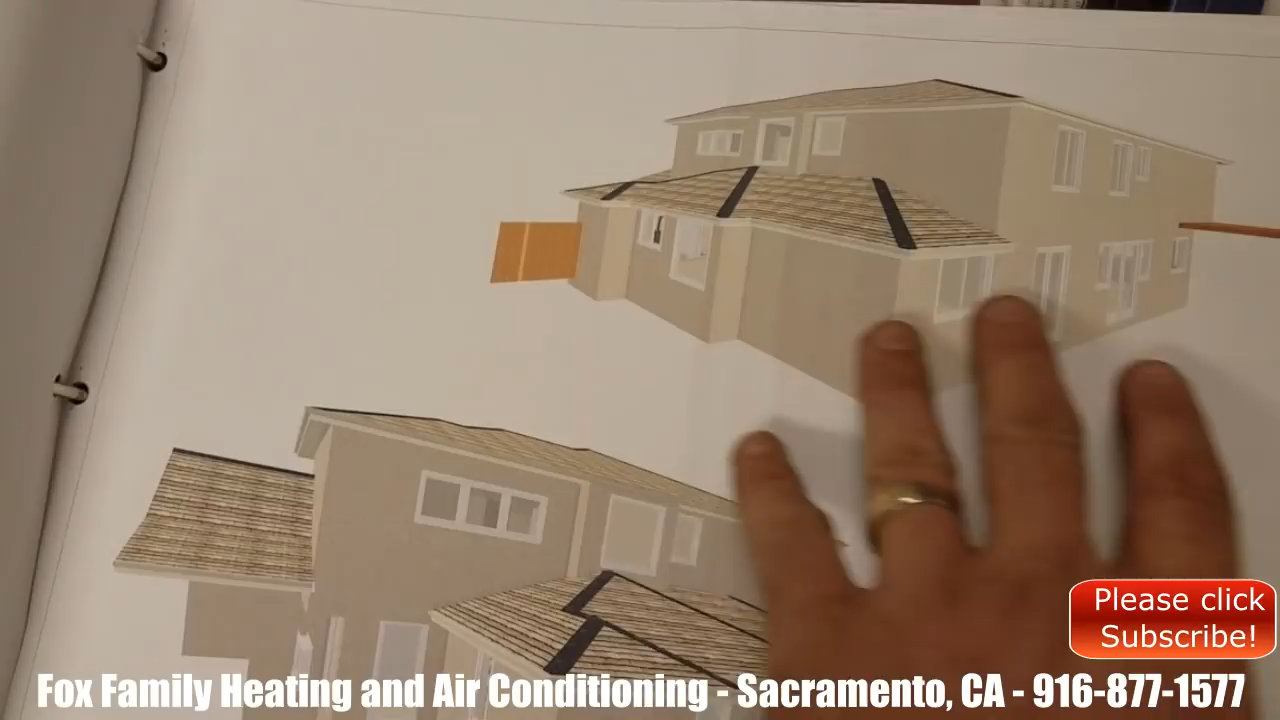 Please click
Subscribe!
Fox Family Heating and Air Conditioning - Sacramento, CA - 916-877-1577